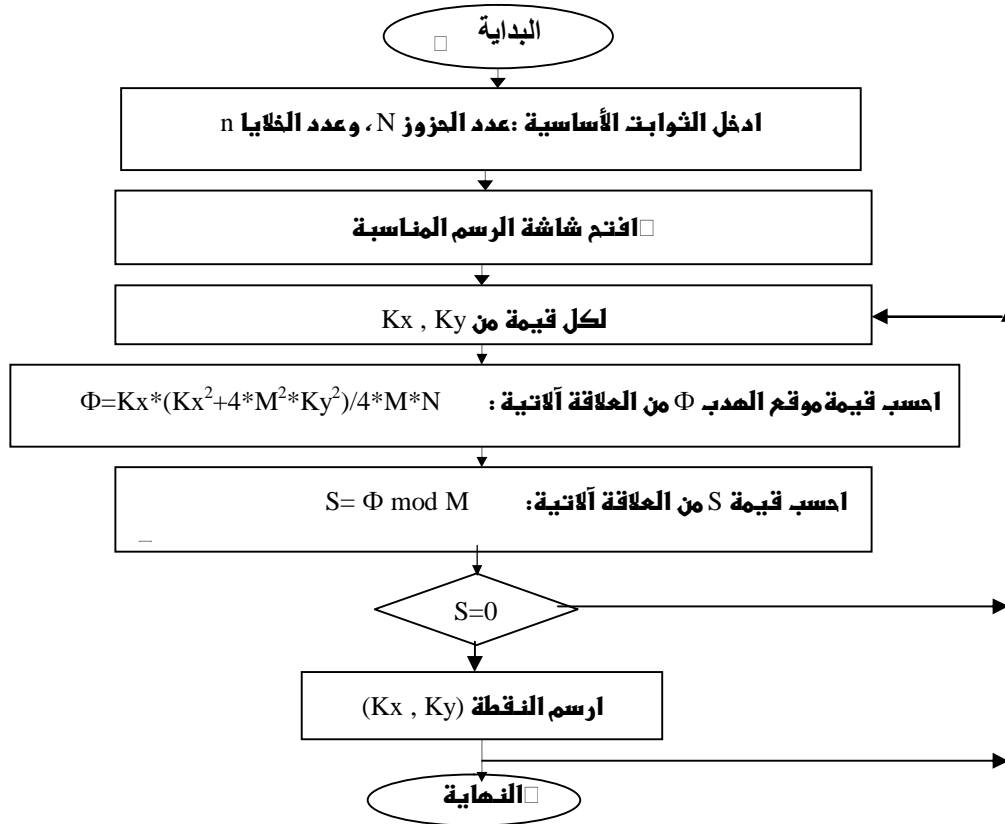 البداية
ادخل الثوابت الأساسية :عدد الحزوز N ، وعدد الخلايا n
افتح شاشة الرسم المناسبة
لكل قيمة من Kx , Ky
احسب قيمة موقع الهدب Φ من العلاقة آلاتية : Φ=Kx*(Kx²+4*M²*Ky²)/4*M*N
احسب قيمة S من العلاقة آلاتية: S= Φ mod M
S=0
ارسم النقطة (Kx , Ky)
النهاية